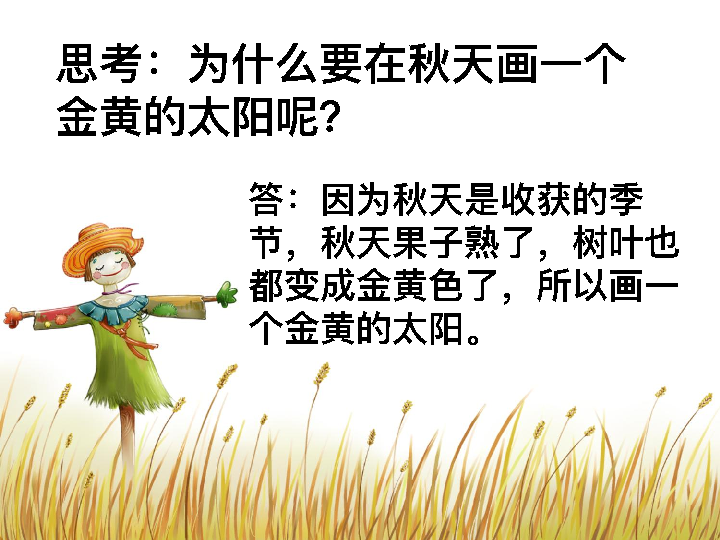 思考：为什么要在秋天画一个
金黄的太阳呢？
答：因为秋天是收获的季
节，秋天果子熟了，树叶也
都变成金黄色了，所以画一
个金黄的太阳。